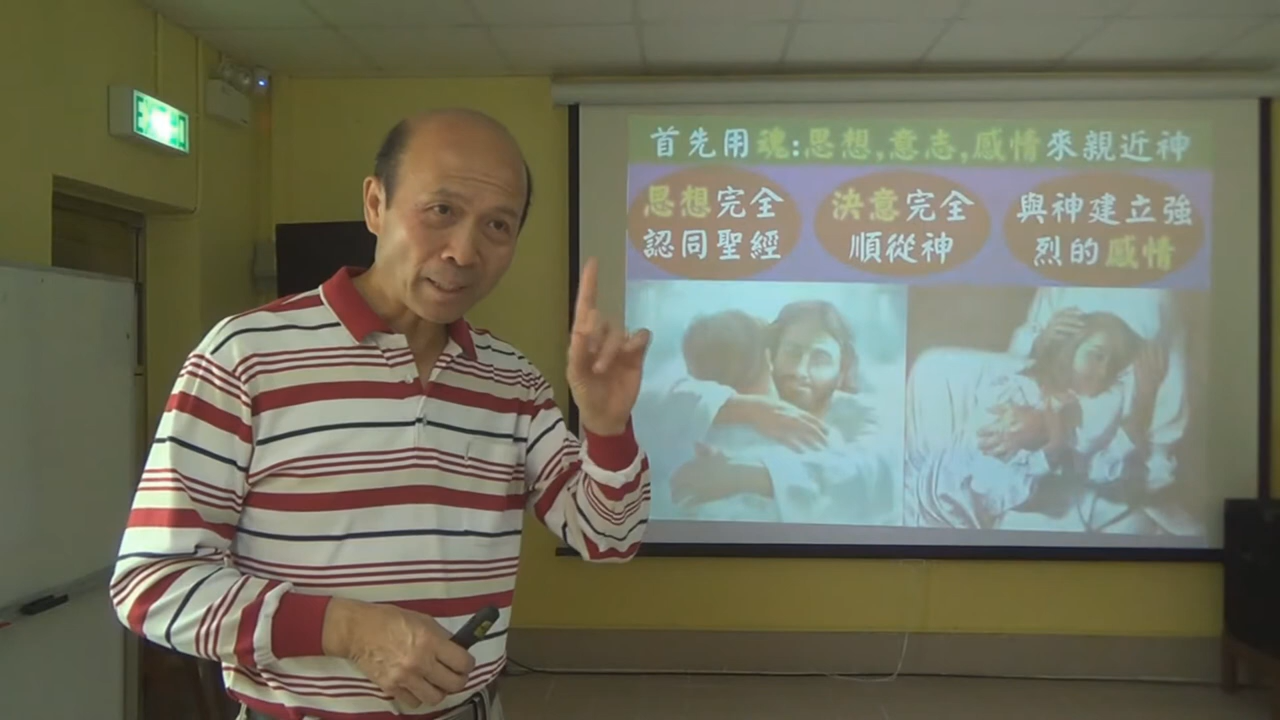 首先用魂:思想,意志,感情來親近神
思想完全
認同聖經
決意完全
順從神
與神建立強
烈的感情